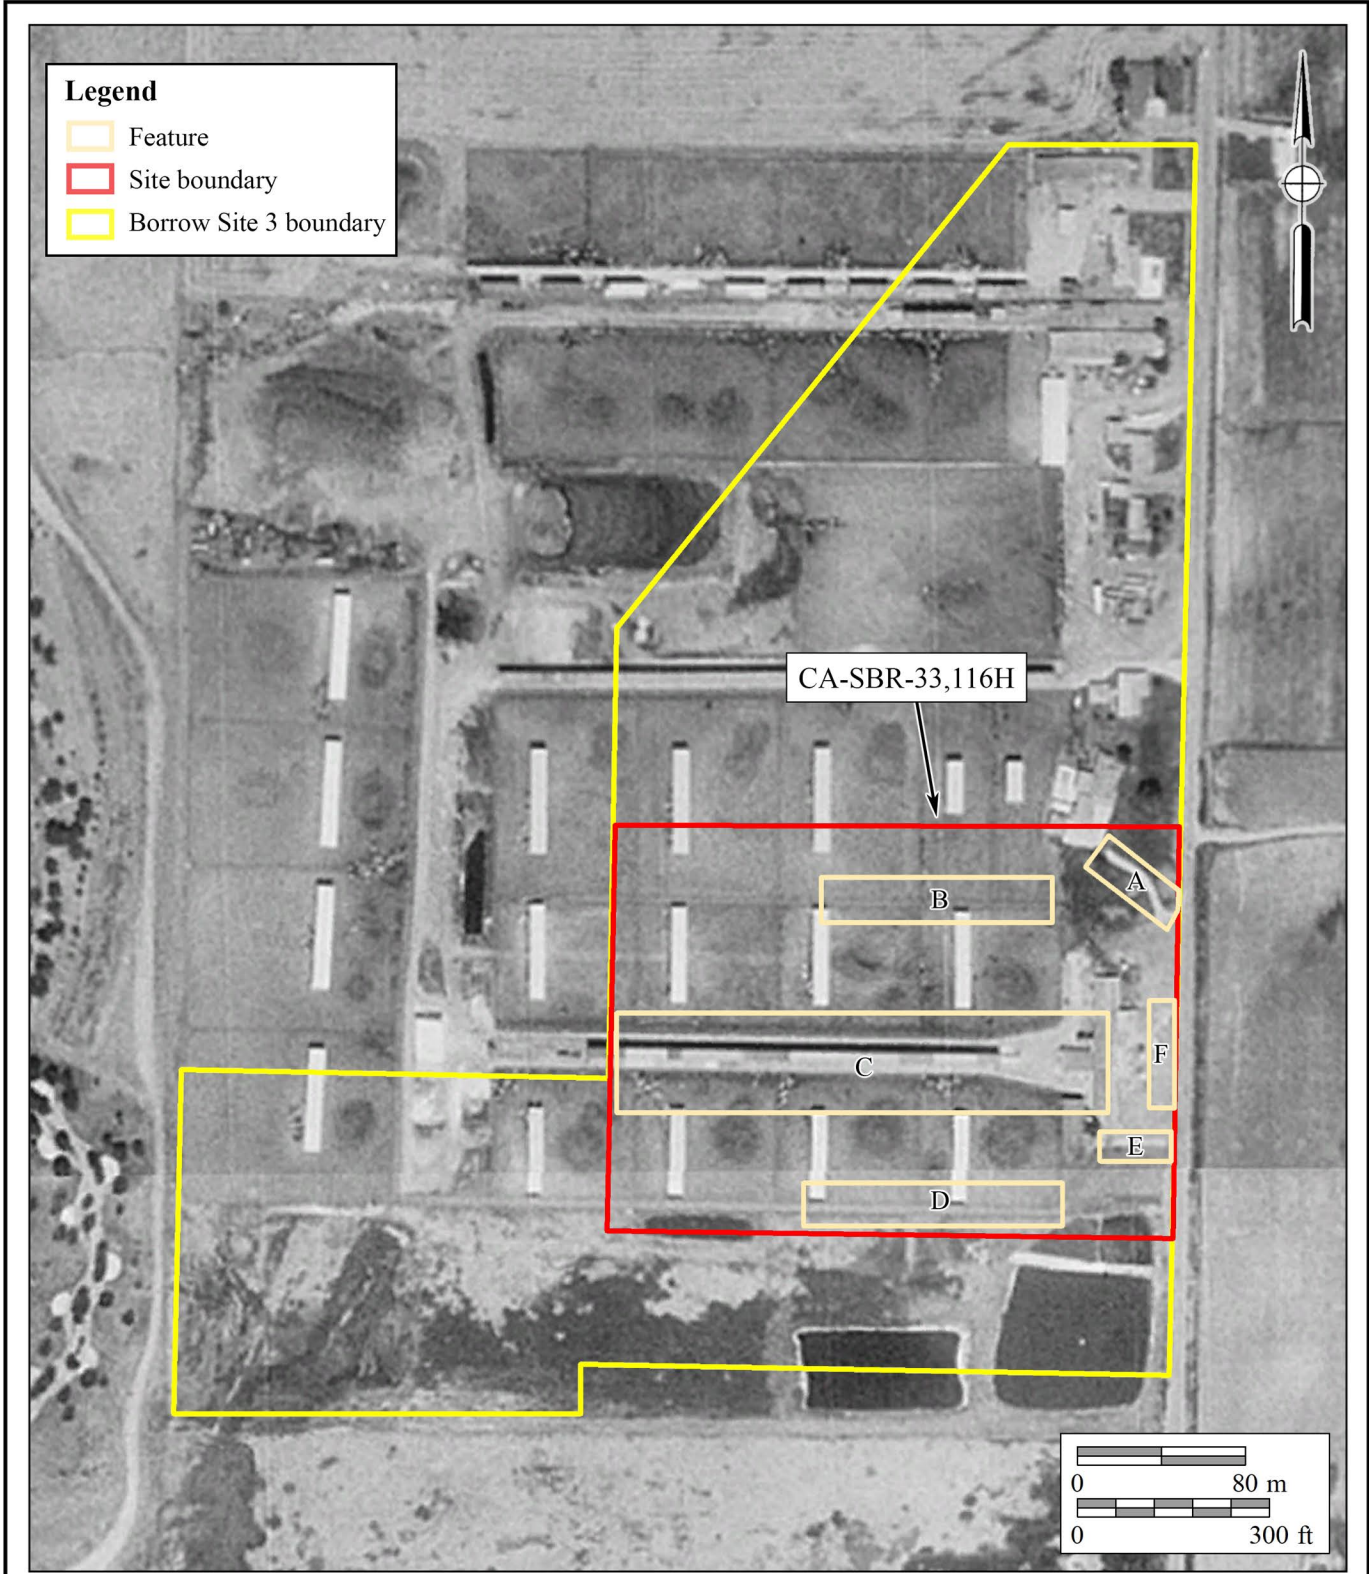 Legend
Feature
Site boundary
Borrow Site 3 boundary
CA-SBR-33,116H
A
B
C
F
E
D
0 80 m
0 300 ft